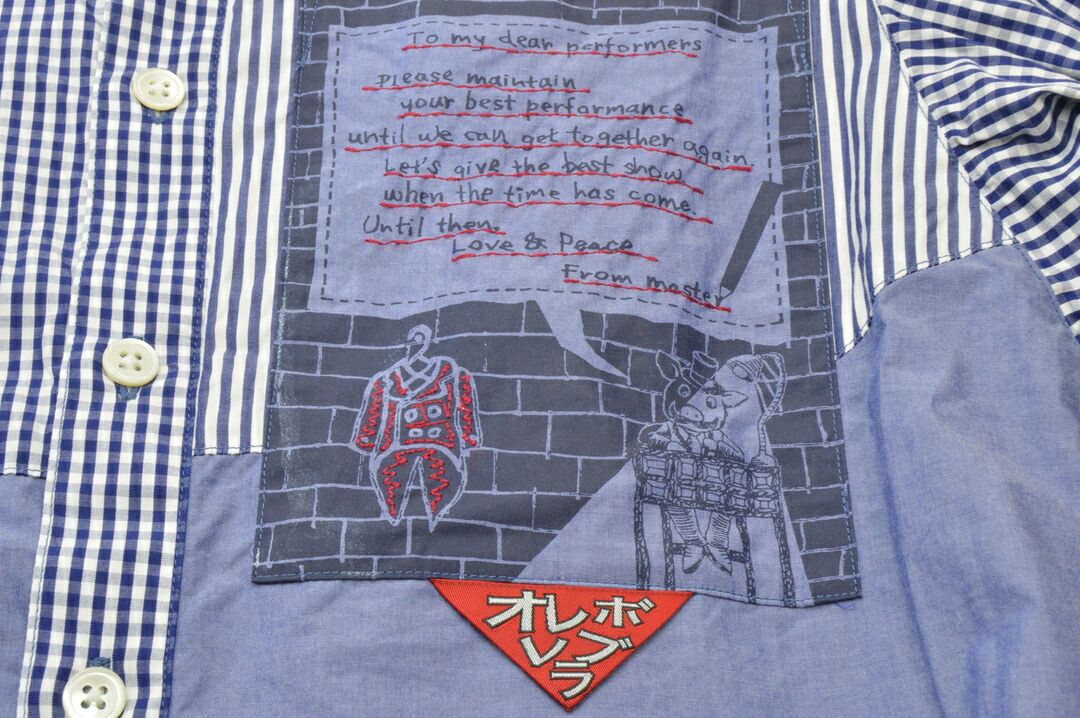 To my dear performers
Please maintain
your best performance
until we can get together again.
Let's give the best show
when the time has come.
Until then.
Love & Peace
From master
オレボ
レブ
ラ